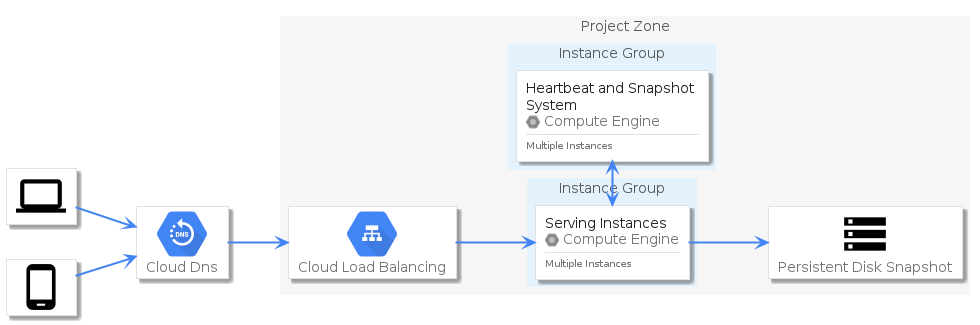 Project Zone
Instance Group
Heartbeat and Snapshot
System
Compute Engine
Multiple Instances
Instance Group
Serving Instances
Compute Engine
Multiple Instances
DNS
Cloud Dns
Cloud Load Balancing
Persistent Disk Snapshot